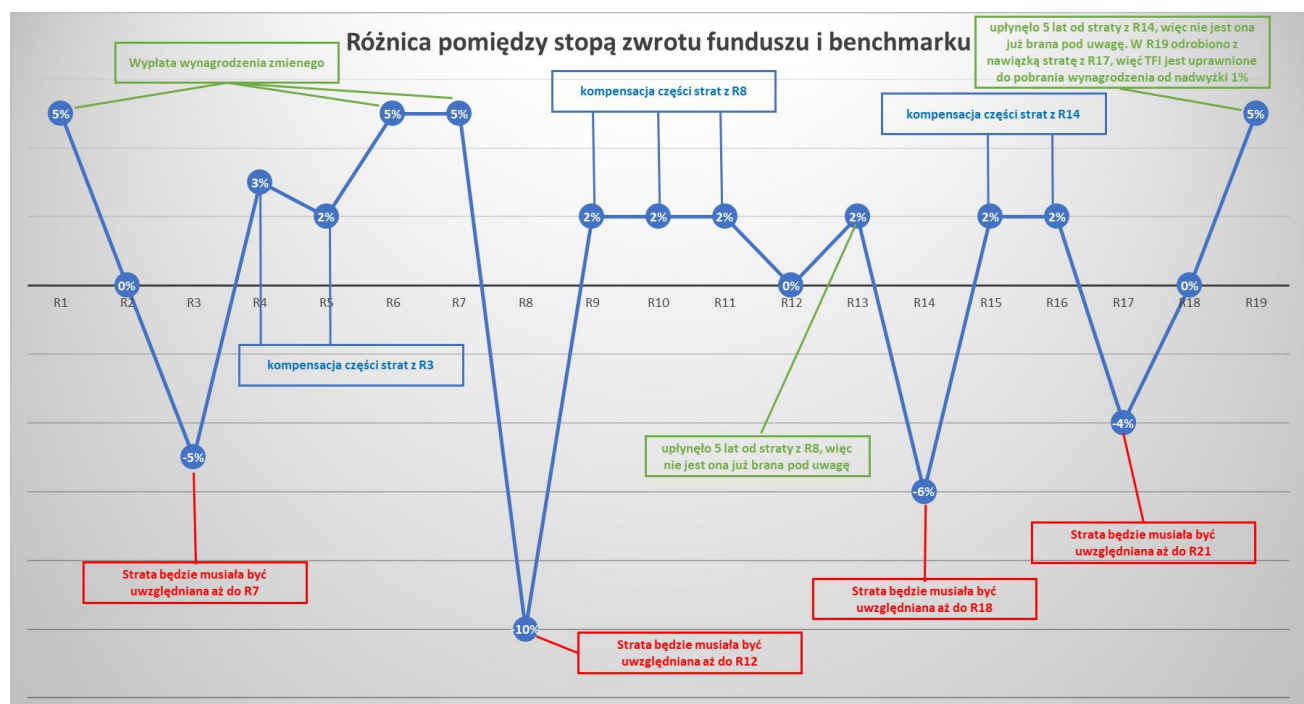 Różnica pomiędzy stopą zwrotu funduszu i benchmarku
upłynęło 5 lat od straty z R14, więc nie jest ona
już brana pod uwagę. W R19 odrobiono z
nawiązką stratę z R17, więć TFI jest uprawnione
do pobrania wynagrodzenia od nadwyżki 1%
Wypłata wynagrodzenia zmienego
kompensacja części strat z R8
kompensacja części strat z R14
5%
0%
-5%
3%
2%
5%
5%
-10%
2%
2%
2%
0%
2%
-6%
2%
2%
-4%
0%
5%
R1
R2
R3
R4
R5
R6
R7
R8
R9
R10
R11
R12
R13
R14
R15
R16
R17
R18
R19
kompensacja części strat z R3
upłynęło 5 lat od straty z R8, więc
nie jest ona już brana pod uwagę
Strata będzie musiała być
uwzględniana aż do R7
Strata będzie musiała być
uwzględniana aż do R12
Strata będzie musiała być
uwzględniana aż do R18
Strata będzie musiała być
uwzględniana aż do R21